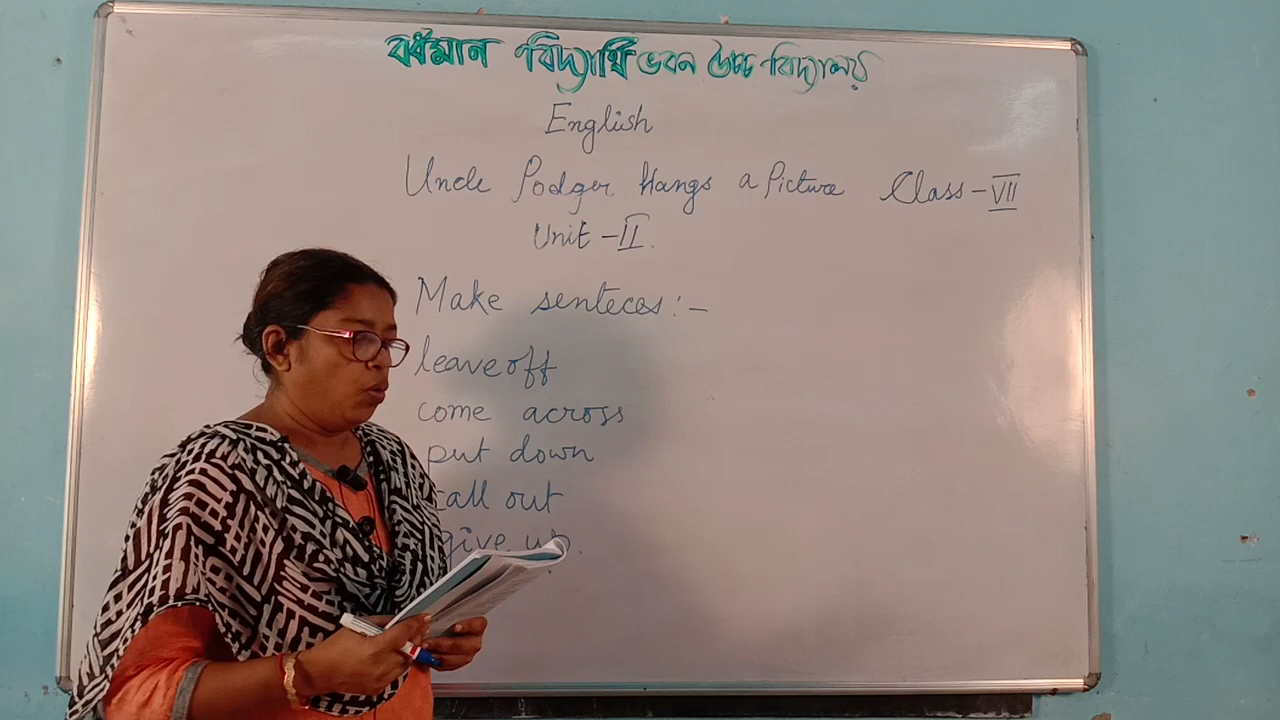 বর্ধমান বিদ্যার্থি ভবন উচ্চ বিদ্যালয়
English
Uncle Podger Hangs a Picture Class - VII
Unit - II.
Make senteces : -
leave off
come across
put down
call out
give up.